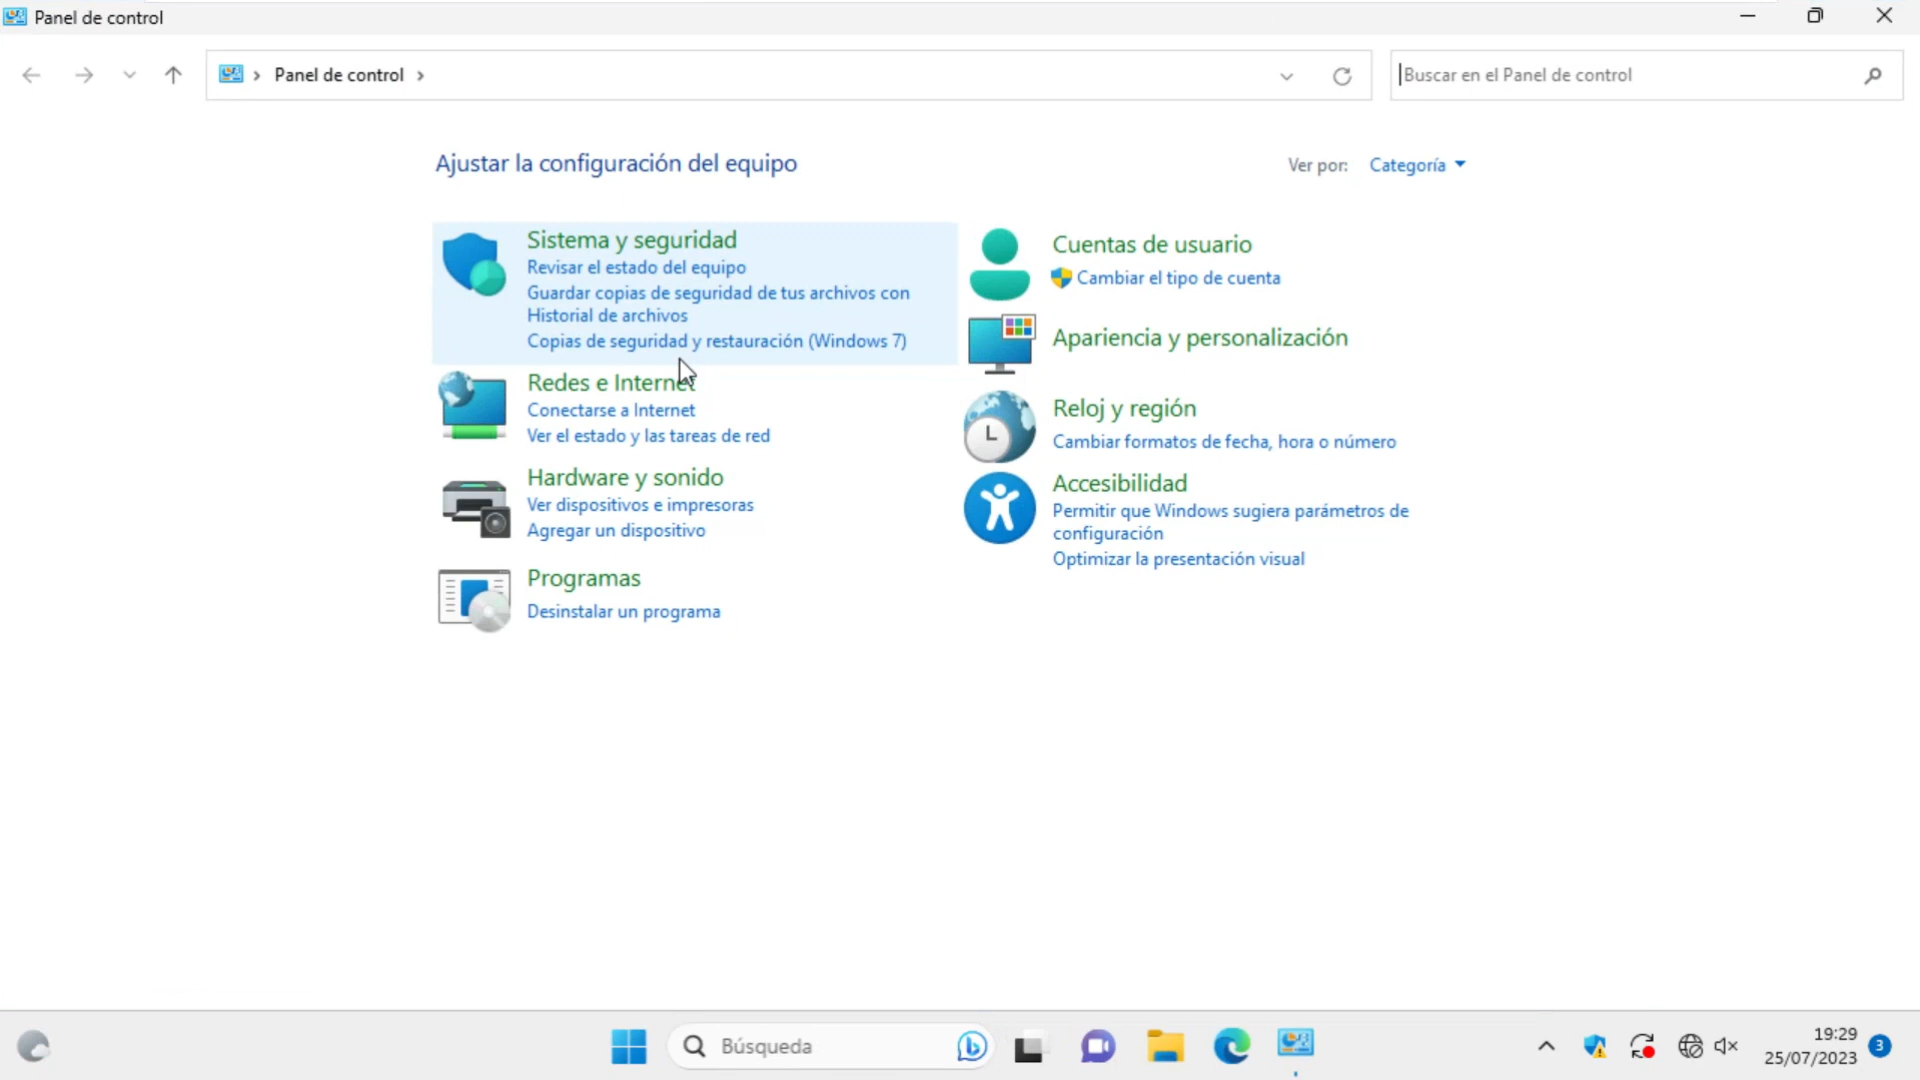 Panel de control
Panel de control
Buscar en el Panel de control
Ajustar la configuración del equipo
Ver por:
Categoría
Sistema y seguridad
Revisar el estado del equipo
Guardar copias de seguridad de tus archivos con
Historial de archivos
Copias de seguridad y restauración (Windows 7)
Redes e Internet
Conectarse a Internet
Ver el estado y las tareas de red
Hardware y sonido
Ver dispositivos e impresoras
Agregar un dispositivo
Programas
Desinstalar un programa
Cuentas de usuario
Cambiar el tipo de cuenta
Apariencia y personalización
Reloj y región
Cambiar formatos de fecha, hora o número
Accesibilidad
Permitir que Windows sugiera parámetros de
configuración
Optimizar la presentación visual
Búsqueda
19:29
25/07/2023
3